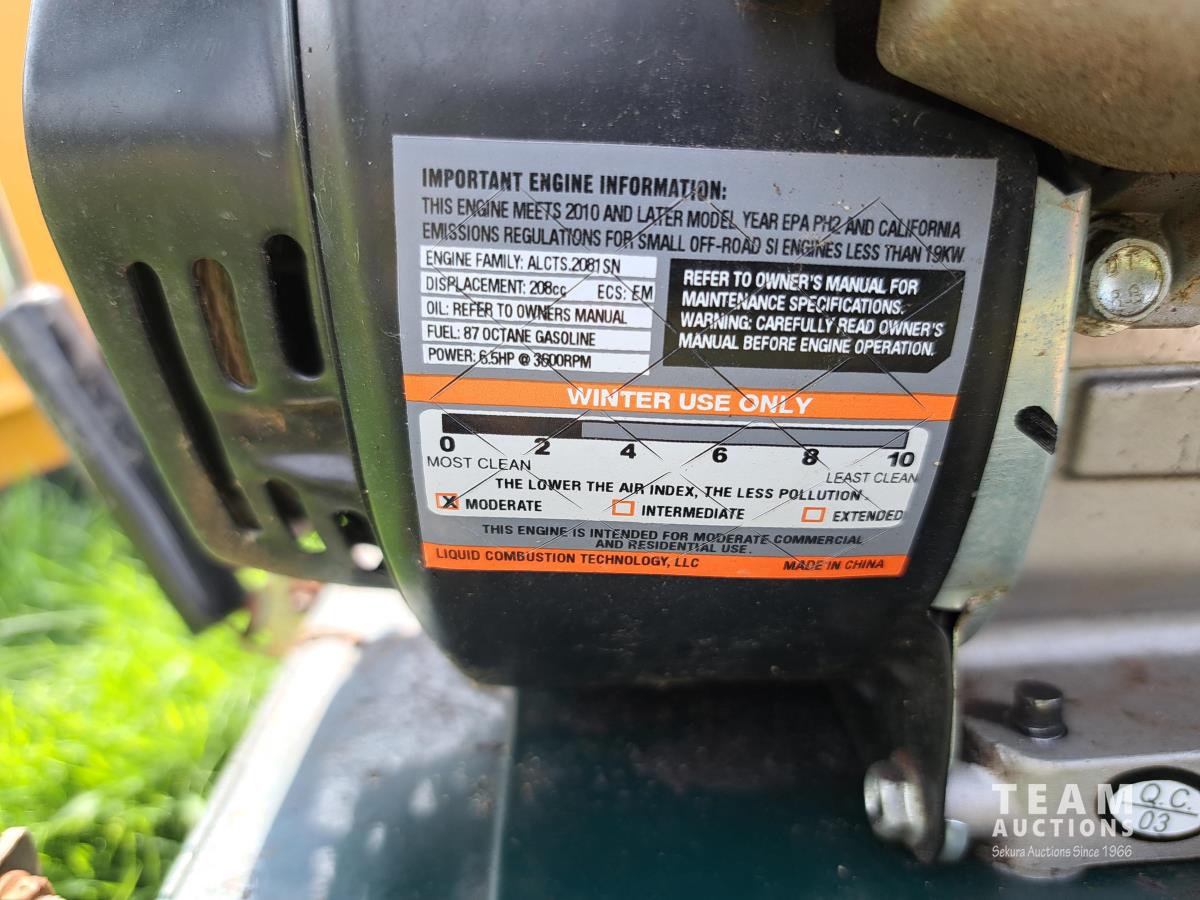 IMPORTANT ENGINE INFORMATION:
THIS ENGINE MEETS 2010 AND LATER MODEL YEAR EPA PH2 AND CALIFORNIA
EMISSIONS REGULATIONS FOR SMALL OFF-ROAD SI ENGINES LESS THAN 19KW
ENGINE FAMILY: ALCTS.2081SN
DISPLACEMENT: 208cc ECS: EM
OIL: REFER TO OWNERS MANUAL
FUEL: 87 OCTANE GASOLINE
POWER: 6.5HP @ 3600RPM
REFER TO OWNER'S MANUAL FOR
MAINTENANCE SPECIFICATIONS.
WARNING: CAREFULLY READ OWNER'S
MANUAL BEFORE ENGINE OPERATION.
WINTER USE ONLY
0 2 4 6 8 10
MOST CLEAN LEAST CLEAN
THE LOWER THE AIR INDEX, THE LESS POLLUTION
X MODERATE INTERMEDIATE EXTENDED
THIS ENGINE IS INTENDED FOR MODERATE COMMERCIAL
AND RESIDENTIAL USE.
LIQUID COMBUSTION TECHNOLOGY, LLC MADE IN CHINA
Q.C.
03
TEAM
AUCTIONS
Sekura Auctions Since 1966